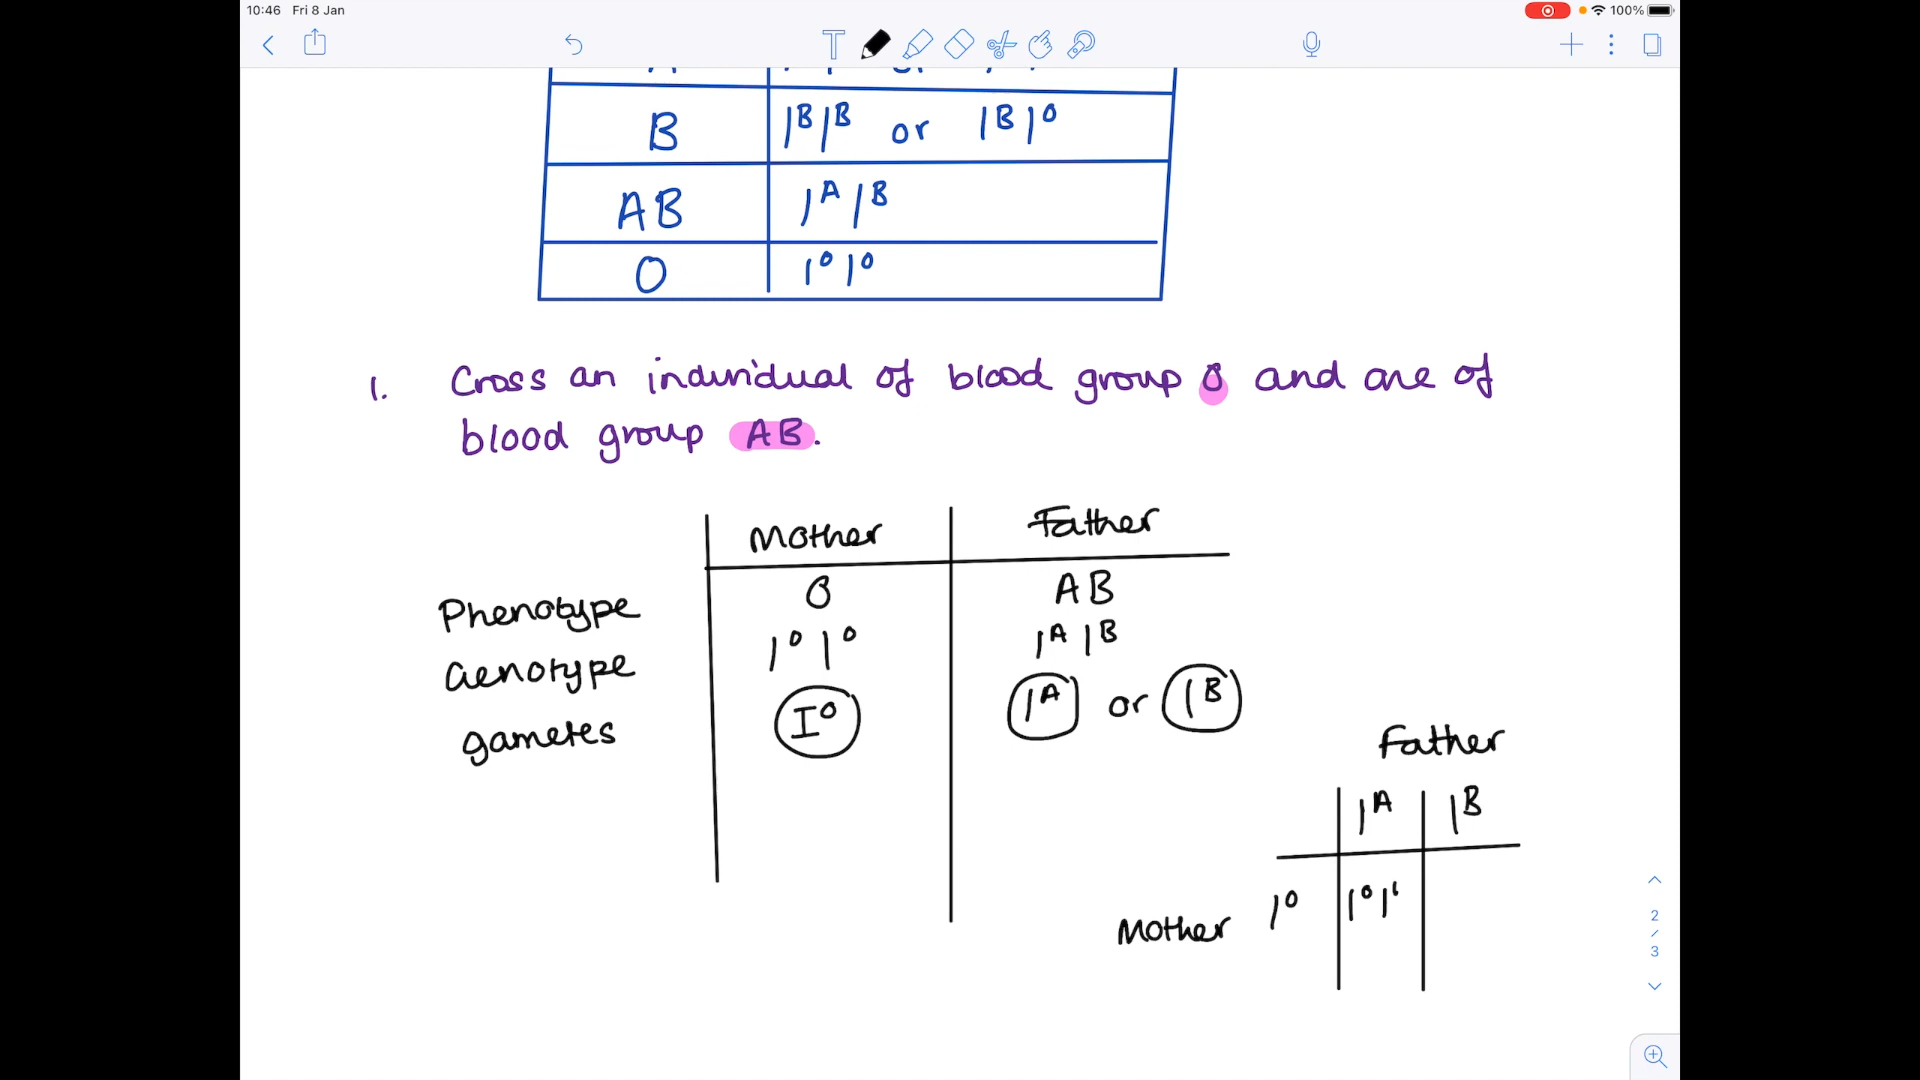 10:46 Fri 8 Jan
100%
T
B | I^B I^B or I^B I^O
AB | I^A I^B
O | I^O I^O
1. Cross an individual of blood group O and one of
blood group AB.
Mother | Father
Phenotype | O | AB
Genotype | I^O I^O | I^A I^B
gametes | I^O | I^A or I^B
Father
I^A | I^B
Mother I^O | I^O I
2
3